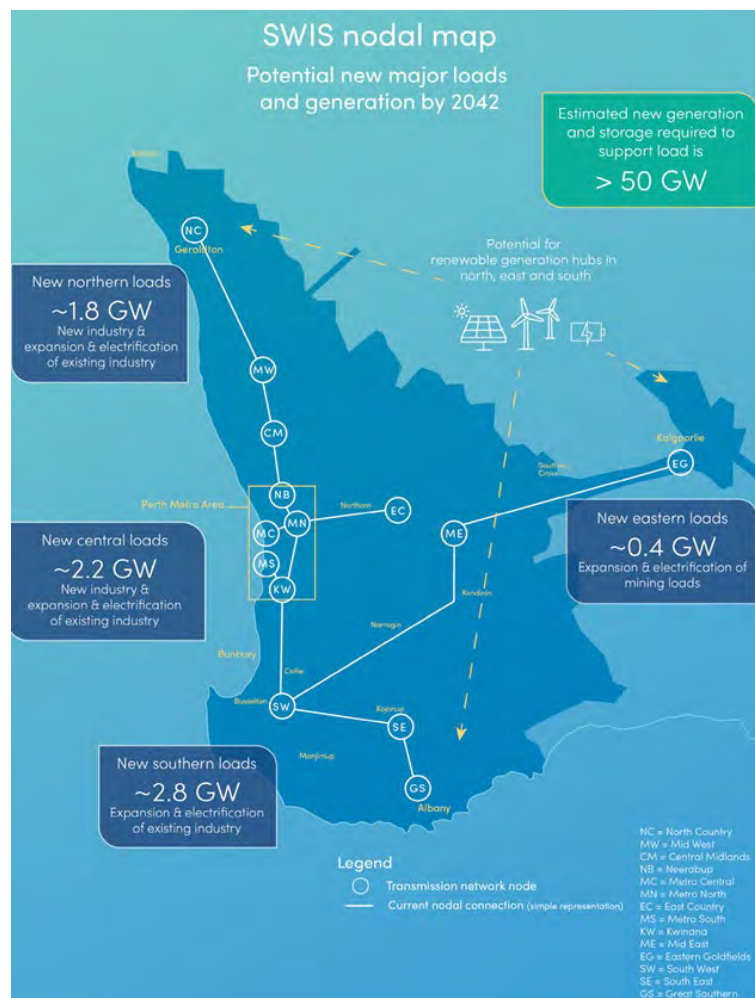 SWIS nodal map
Potential new major loads
and generation by 2042
Estimated new generation
and storage required to
support load is
> 50 GW
NC
Geraldton
Potential for
renewable generation hubs in
north, east and south
New northern loads
~1.8 GW
New industry &
expansion & electrification
of existing industry
MW
CM
Kalgoorlie
EG
Southern
Cross
NB
Perth Metro Area
MN
Northam
EC
MC
ME
MS
KW
New central loads
~2.2 GW
New industry &
expansion & electrification
of existing industry
New eastern loads
~0.4 GW
Expansion & electrification of
mining loads
Kondinin
Narrogin
Bunbury
Collie
Busselton
SW
Kojonup
SE
Manjimup
GS
Albany
New southern loads
~2.8 GW
Expansion & electrification
of existing industry
Legend
Transmission network node
Current nodal connection (simple representation)
NC = North Country
MW = Mid West
CM = Central Midlands
NB = Neerabup
MC = Metro Central
MN = Metro North
EC = East Country
MS = Metro South
KW = Kwinana
ME = Mid East
EG = Eastern Goldfields
SW = South West
SE = South East
GS = Great Southern